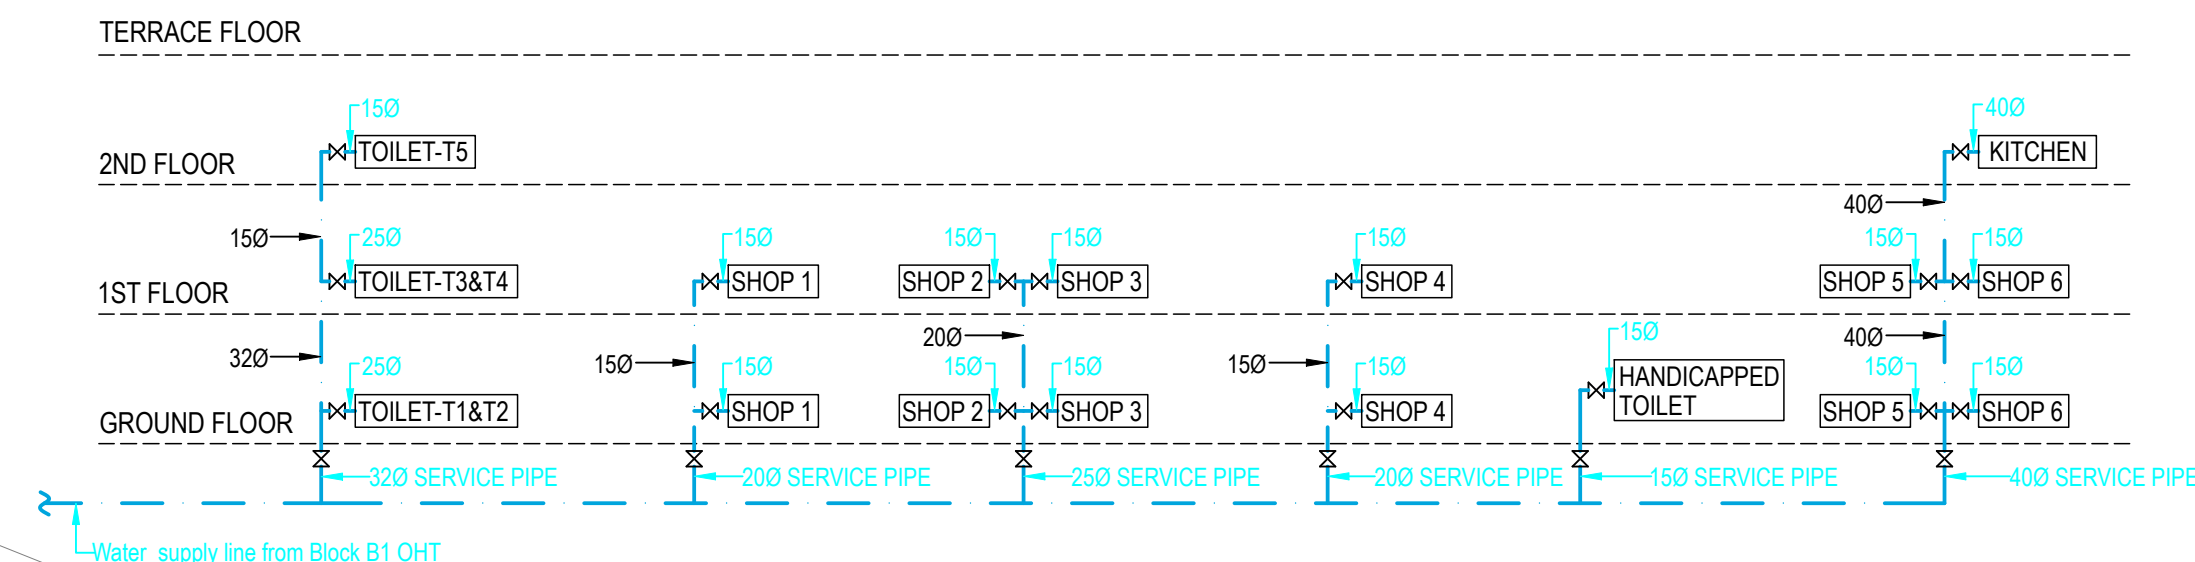 TERRACE FLOOR
15Ø
40Ø
TOILET-T5
KITCHEN
2ND FLOOR
40Ø
15Ø
25Ø
15Ø
15Ø
15Ø
15Ø
15Ø
15Ø
TOILET-T3&T4
SHOP 1
SHOP 2
SHOP 3
SHOP 4
SHOP 5
SHOP 6
1ST FLOOR
32Ø
15Ø
20Ø
15Ø
15Ø
40Ø
25Ø
15Ø
15Ø
15Ø
15Ø
15Ø
15Ø
HANDICAPPED
TOILET
TOILET-T1&T2
SHOP 1
SHOP 2
SHOP 3
SHOP 4
SHOP 5
SHOP 6
GROUND FLOOR
32Ø SERVICE PIPE
20Ø SERVICE PIPE
25Ø SERVICE PIPE
20Ø SERVICE PIPE
15Ø SERVICE PIPE
40Ø SERVICE PIPE
Water supply line from Block B1 OHT